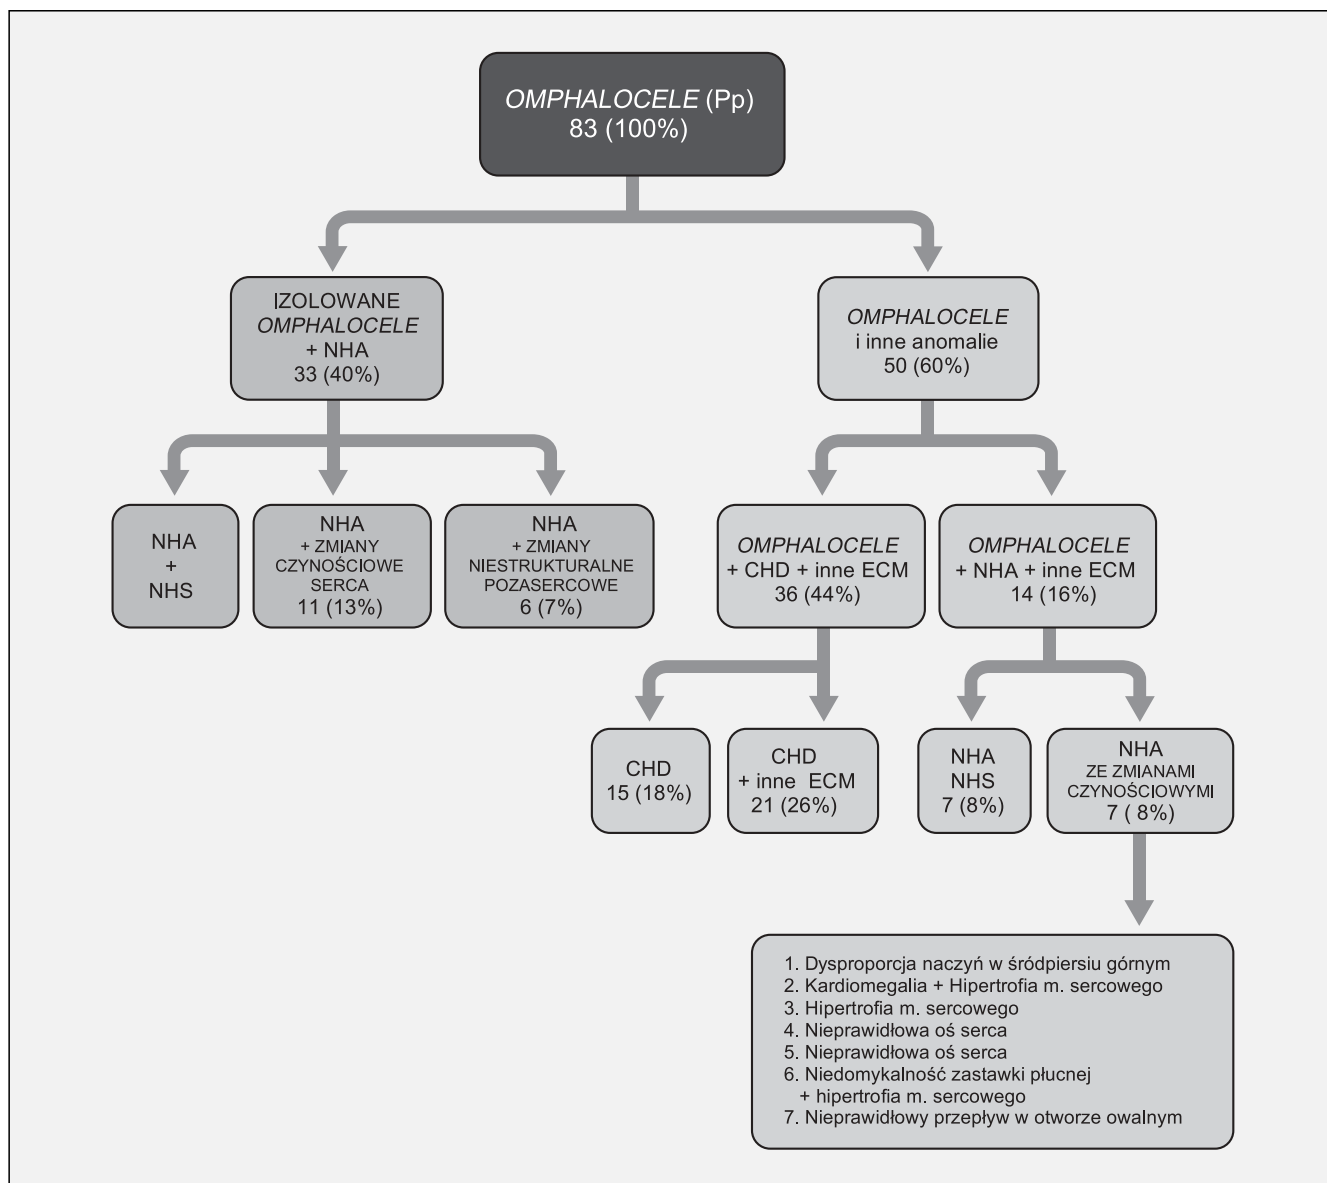 OMPHALOCELE (Pp)
83 (100%)
IZOLOWANE
OMPHALOCELE
+ NHA
33 (40%)
OMPHALOCELE
i inne anomalie
50 (60%)
NHA
+
NHS
NHA
+ ZMIANY
CZYNOŚCIOWE
SERCA
11 (13%)
NHA
+ ZMIANY
NIESTRUKTURALNE
POZASERCOWE
6 (7%)
OMPHALOCELE
+ CHD + inne ECM
36 (44%)
OMPHALOCELE
+ NHA + inne ECM
14 (16%)
CHD
15 (18%)
CHD
+ inne ECM
21 (26%)
NHA
NHS
7 (8%)
NHA
ZE ZMIANAMI
CZYNOŚCIOWYMI
7 ( 8%)
1. Dysproporcja naczyń w śródpiersiu górnym
2. Kardiomegalia + Hipertrofia m. sercowego
3. Hipertrofia m. sercowego
4. Nieprawidłowa oś serca
5. Nieprawidłowa oś serca
6. Niedomykalność zastawki płucnej
+ hipertrofia m. sercowego
7. Nieprawidłowy przepływ w otworze owalnym